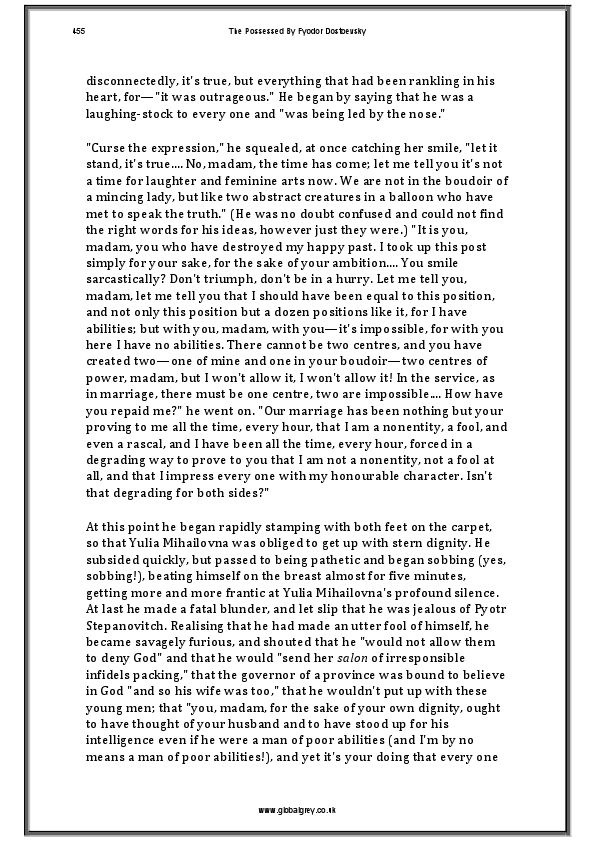 455
The Possessed By Fyodor Dostoevsky
disconnectedly, it's true, but everything that had been rankling in his
heart, for—"it was outrageous." He began by saying that he was a
laughing-stock to every one and "was being led by the nose."
"Curse the expression," he squealed, at once catching her smile, "let it
stand, it's true.... No, madam, the time has come; let me tell you it's not
a time for laughter and feminine arts now. We are not in the boudoir of
a mincing lady, but like two abstract creatures in a balloon who have
met to speak the truth." (He was no doubt confused and could not find
the right words for his ideas, however just they were.) "It is you,
madam, you who have destroyed my happy past. I took up this post
simply for your sake, for the sake of your ambition.... You smile
sarcastically? Don't triumph, don't be in a hurry. Let me tell you,
madam, let me tell you that I should have been equal to this position,
and not only this position but a dozen positions like it, for I have
abilities; but with you, madam, with you—it's impossible, for with you
here I have no abilities. There cannot be two centres, and you have
created two—one of mine and one in your boudoir—two centres of
power, madam, but I won't allow it, I won't allow it! In the service, as
in marriage, there must be one centre, two are impossible.... How have
you repaid me?" he went on. "Our marriage has been nothing but your
proving to me all the time, every hour, that I am a nonentity, a fool, and
even a rascal, and I have been all the time, every hour, forced in a
degrading way to prove to you that I am not a nonentity, not a fool at
all, and that I impress every one with my honourable character. Isn't
that degrading for both sides?"
At this point he began rapidly stamping with both feet on the carpet,
so that Yulia Mihailovna was obliged to get up with stern dignity. He
subsided quickly, but passed to being pathetic and began sobbing (yes,
sobbing!), beating himself on the breast almost for five minutes,
getting more and more frantic at Yulia Mihailovna's profound silence.
At last he made a fatal blunder, and let slip that he was jealous of Pyotr
Stepanovitch. Realising that he had made an utter fool of himself, he
became savagely furious, and shouted that he "would not allow them
to deny God" and that he would "send her salon of irresponsible
infidels packing," that the governor of a province was bound to believe
in God "and so his wife was too," that he wouldn't put up with these
young men; that "you, madam, for the sake of your own dignity, ought
to have thought of your husband and to have stood up for his
intelligence even if he were a man of poor abilities (and I'm by no
means a man of poor abilities!), and yet it's your doing that every one
www.globalgrey.co.uk